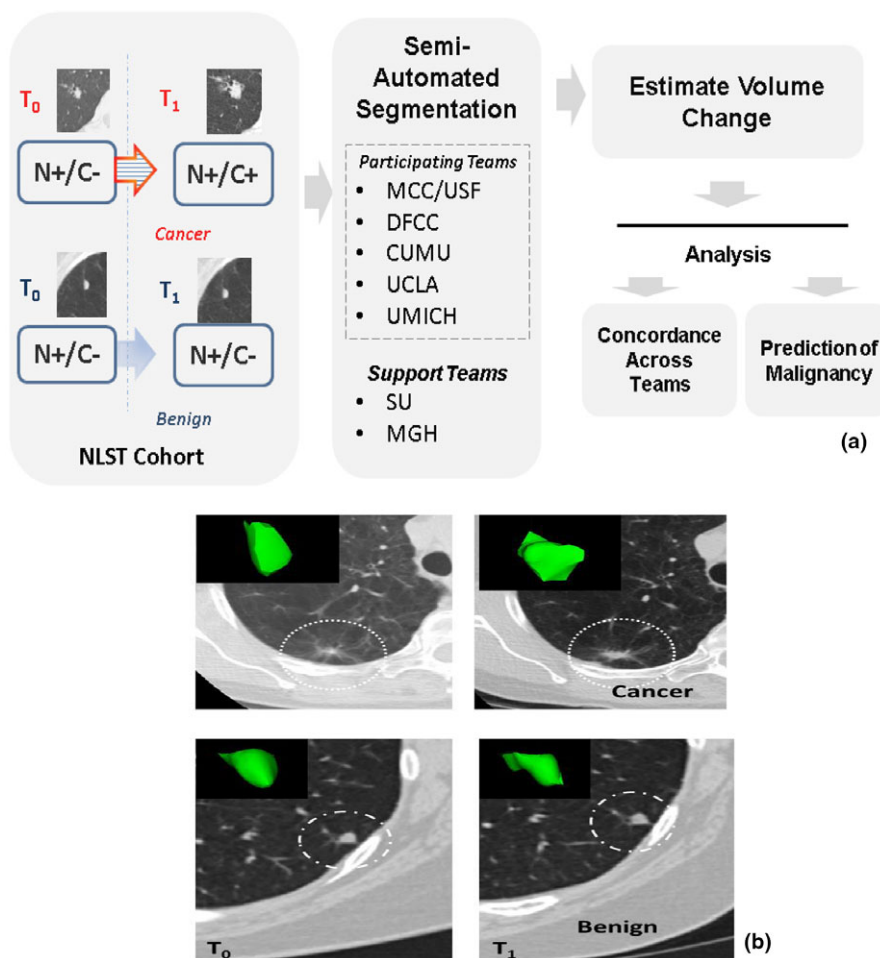 T0
T1
N+/C-
N+/C+
Cancer
T0
T1
N+/C-
N+/C-
Benign
NLST Cohort
Semi-
Automated
Segmentation
Participating Teams
• MCC/USF
• DFCC
• CUMU
• UCLA
• UMICH
Support Teams
• SU
• MGH
Estimate Volume
Change
Analysis
Concordance
Across
Teams
Prediction of
Malignancy
(a)
Cancer
T0
T1
Benign
(b)